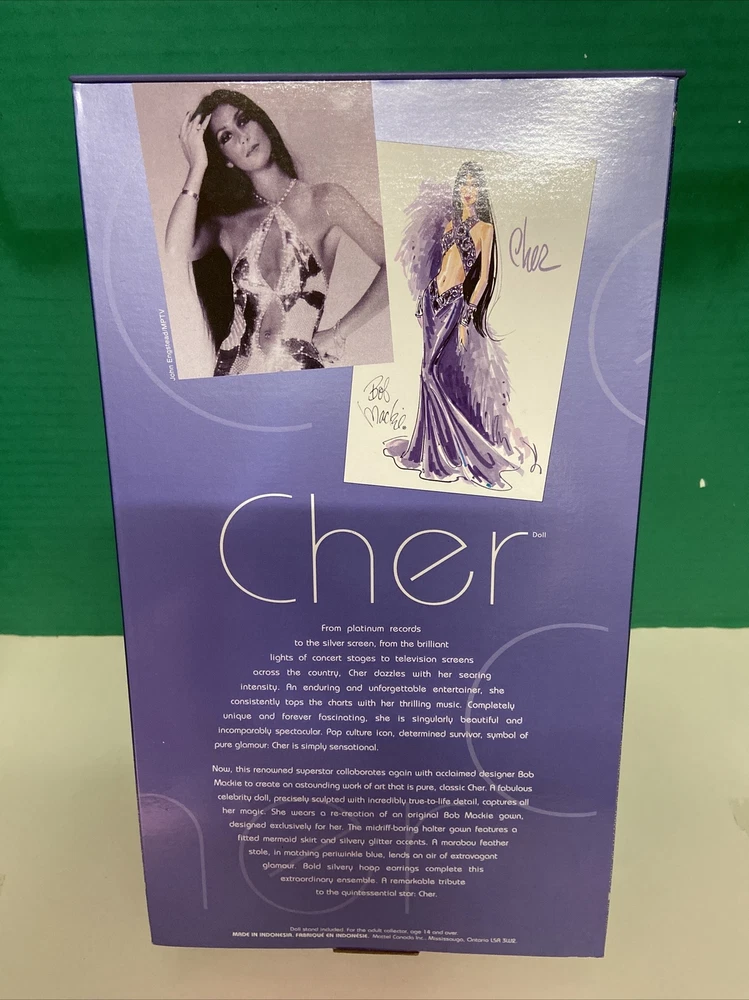 John Engstead/MPTV
Cher
Bob
Mackie.
Cher Doll
From platinum records
to the silver screen, from the brilliant
lights of concert stages to television screens
across the country, Cher dazzles with her searing
intensity. An enduring and unforgettable entertainer, she
consistently tops the charts with her thrilling music. Completely
unique and forever fascinating, she is singularly beautiful and
incomparably spectacular. Pop culture icon, determined survivor, symbol of
pure glamour: Cher is simply sensational.
Now, this renowned superstar collaborates again with acclaimed designer Bob
Mackie to create an astounding work of art that is pure, classic Cher. A fabulous
celebrity doll, precisely sculpted with incredibly true-to-life detail, captures all
her magic. She wears a re-creation of an original Bob Mackie gown,
designed exclusively for her. The midriff-baring halter gown features a
fitted mermaid skirt and silvery glitter accents. A marabou feather
stole, in matching periwinkle blue, lends an air of extravagant
glamour. Bold silvery hoop earrings complete this
extraordinary ensemble. A remarkable tribute
to the quintessential star: Cher.
Doll stand included. For the adult collector, age 14 and over.
MADE IN INDONESIA. FABRIQUÉ EN INDONÉSIE. Mattel Canada Inc., Mississauga, Ontario L5R 3W2.